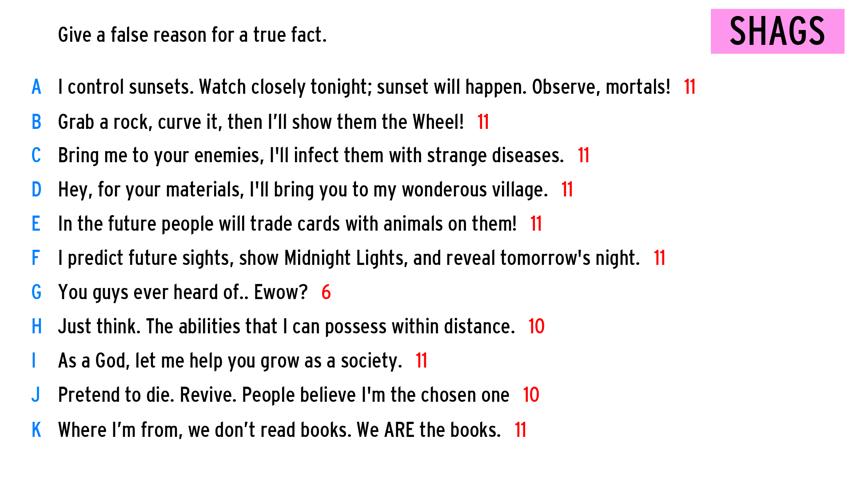 Give a false reason for a true fact.
SHAGS
A I control sunsets. Watch closely tonight; sunset will happen. Observe, mortals! 11
B Grab a rock, curve it, then I’ll show them the Wheel! 11
C Bring me to your enemies, I'll infect them with strange diseases. 11
D Hey, for your materials, I'll bring you to my wonderous village. 11
E In the future people will trade cards with animals on them! 11
F I predict future sights, show Midnight Lights, and reveal tomorrow's night. 11
G You guys ever heard of.. Ewow? 6
H Just think. The abilities that I can possess within distance. 10
I As a God, let me help you grow as a society. 11
J Pretend to die. Revive. People believe I'm the chosen one 10
K Where I’m from, we don’t read books. We ARE the books. 11